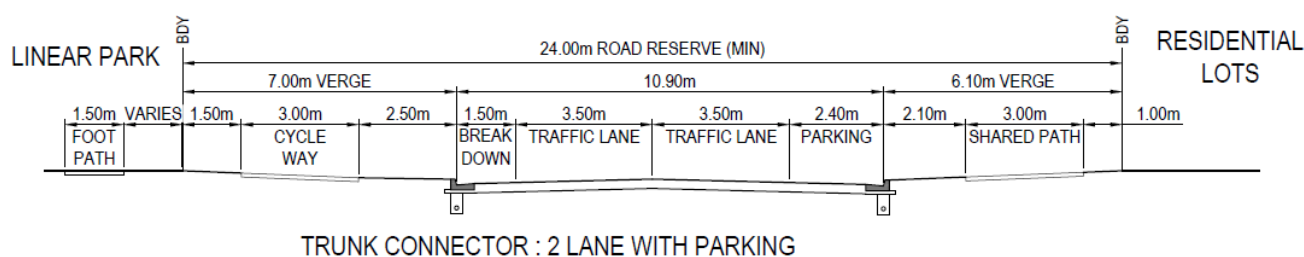 BDY
BDY
LINEAR PARK
24.00m ROAD RESERVE (MIN)
RESIDENTIAL
LOTS
7.00m VERGE
10.90m
6.10m VERGE
1.50m VARIES 1.50m 3.00m 2.50m 1.50m 3.50m 3.50m 2.40m 2.10m 3.00m 1.00m
FOOT
PATH
CYCLE
WAY
BREAK
DOWN
TRAFFIC LANE
TRAFFIC LANE
PARKING
SHARED PATH
TRUNK CONNECTOR : 2 LANE WITH PARKING